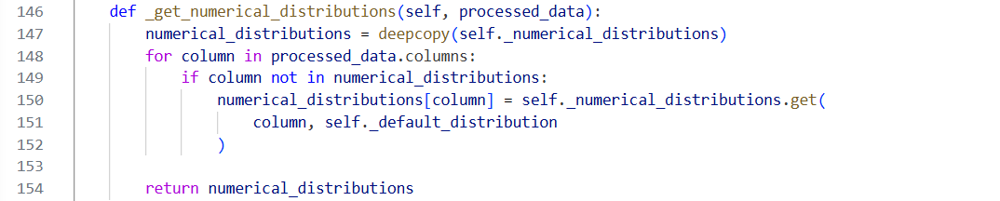 146    def _get_numerical_distributions(self, processed_data):
147        numerical_distributions = deepcopy(self._numerical_distributions)
148        for column in processed_data.columns:
149            if column not in numerical_distributions:
150                numerical_distributions[column] = self._numerical_distributions.get(
151                    column, self._default_distribution
152                )
153
154        return numerical_distributions